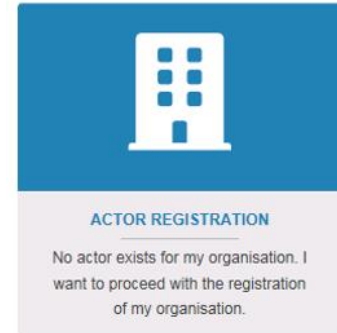 ACTOR REGISTRATION
No actor exists for my organisation. I
want to proceed with the registration
of my organisation.